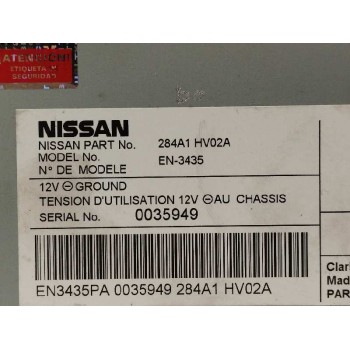 ¡ATENCION!
ETIQUETA Y
SEGURIDAD
NISSAN
NISSAN PART No. 284A1 HV02A
MODEL No. EN-3435
N° DE MODELE
12V ⊖ GROUND
TENSION D'UTILISATION 12V ⊖ AU CHASSIS
SERIAL No. 0035949
EN3435PA 0035949 284A1 HV02A
Clari
Mad
PAR